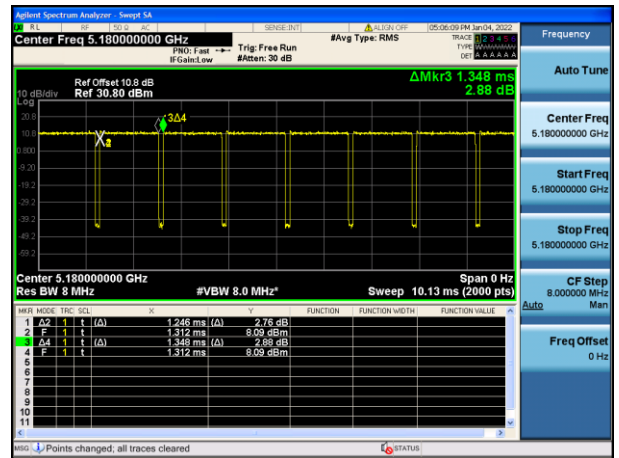 Agilent Spectrum Analyzer - Swept SA
RL RF 50 Ω AC SENSE:INT ALIGN OFF 05:06:09 PM Jan 04, 2022
Center Freq 5.180000000 GHz
PNO: Fast
IFGain:Low
Trig: Free Run
#Atten: 30 dB
#Avg Type: RMS
TRACE 1 2 3 4 5 6
TYPE
DET A A A A A A
Frequency
ΔMkr3 1.348 ms
2.88 dB
Ref Offset 10.8 dB
10 dB/div Ref 30.80 dBm
Log
20.8
10.8
0.800
-9.20
-19.2
-29.2
-39.2
-49.2
-59.2
3Δ4
2
Center 5.180000000 GHz Span 0 Hz
Res BW 8 MHz #VBW 8.0 MHz* Sweep 10.13 ms (2000 pts)
MKR MODE TRC SCL X Y FUNCTION FUNCTION WIDTH FUNCTION VALUE
1 Δ2 1 t (Δ) 1.246 ms (Δ) 2.76 dB
2 F 1 t 1.312 ms 8.09 dBm
3 Δ4 1 t (Δ) 1.348 ms (Δ) 2.88 dB
4 F 1 t 1.312 ms 8.09 dBm
5
6
7
8
9
10
11
MSG Points changed; all traces cleared STATUS
Auto Tune
Center Freq
5.180000000 GHz
Start Freq
5.180000000 GHz
Stop Freq
5.180000000 GHz
CF Step
8.000000 MHz
Auto Man
Freq Offset
0 Hz